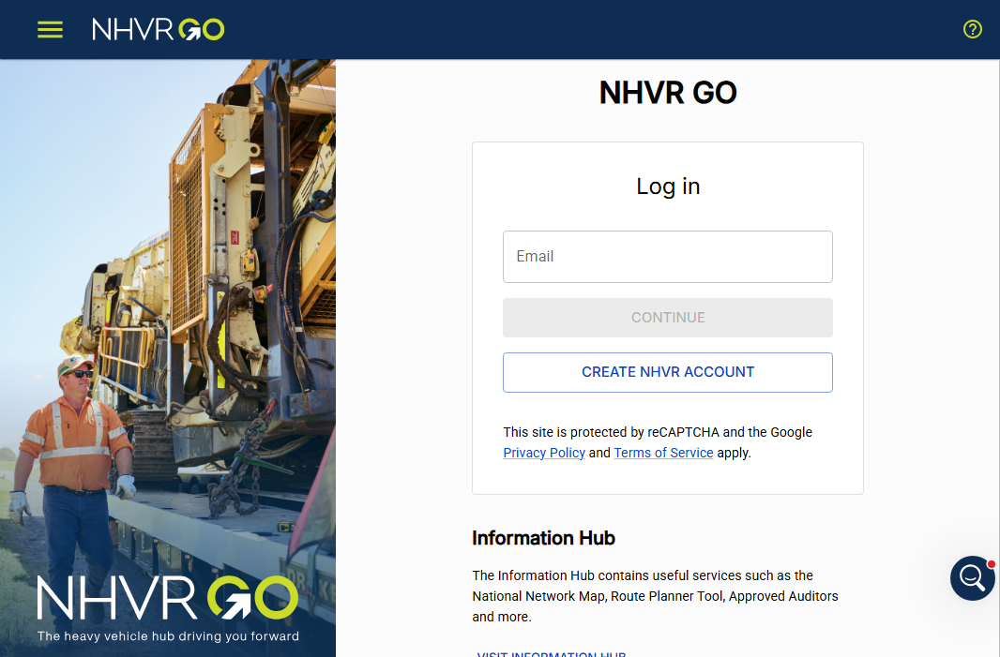 NHVR GO
NHVR GO
Log in
Email
CONTINUE
CREATE NHVR ACCOUNT
This site is protected by reCAPTCHA and the Google
Privacy Policy and Terms of Service apply.
Information Hub
The Information Hub contains useful services such as the
National Network Map, Route Planner Tool, Approved Auditors
and more.
VISIT INFORMATION HUB
NHVR GO
The heavy vehicle hub driving you forward